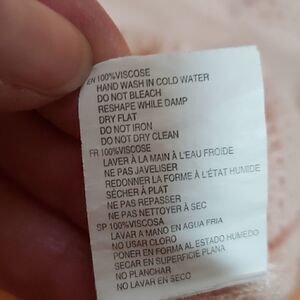 EN 100%VISCOSE
HAND WASH IN COLD WATER
DO NOT BLEACH
RESHAPE WHILE DAMP
DRY FLAT
DO NOT IRON
DO NOT DRY CLEAN
FR 100%VISCOSE
LAVER À LA MAIN À L'EAU FROIDE
NE PAS JAVELISER
REDONNER LA FORME À L'ÉTAT HUMIDE
SÉCHER À PLAT
NE PAS REPASSER
NE PAS NETTOYER À SEC
SP 100%VISCOSA
LAVAR A MANO EN AGUA FRIA
NO USAR CLORO
PONER EN FORMA AL ESTADO HUMEDO
SECAR EN SUPERFICIE PLANA
NO PLANCHAR
NO LAVAR EN SECO